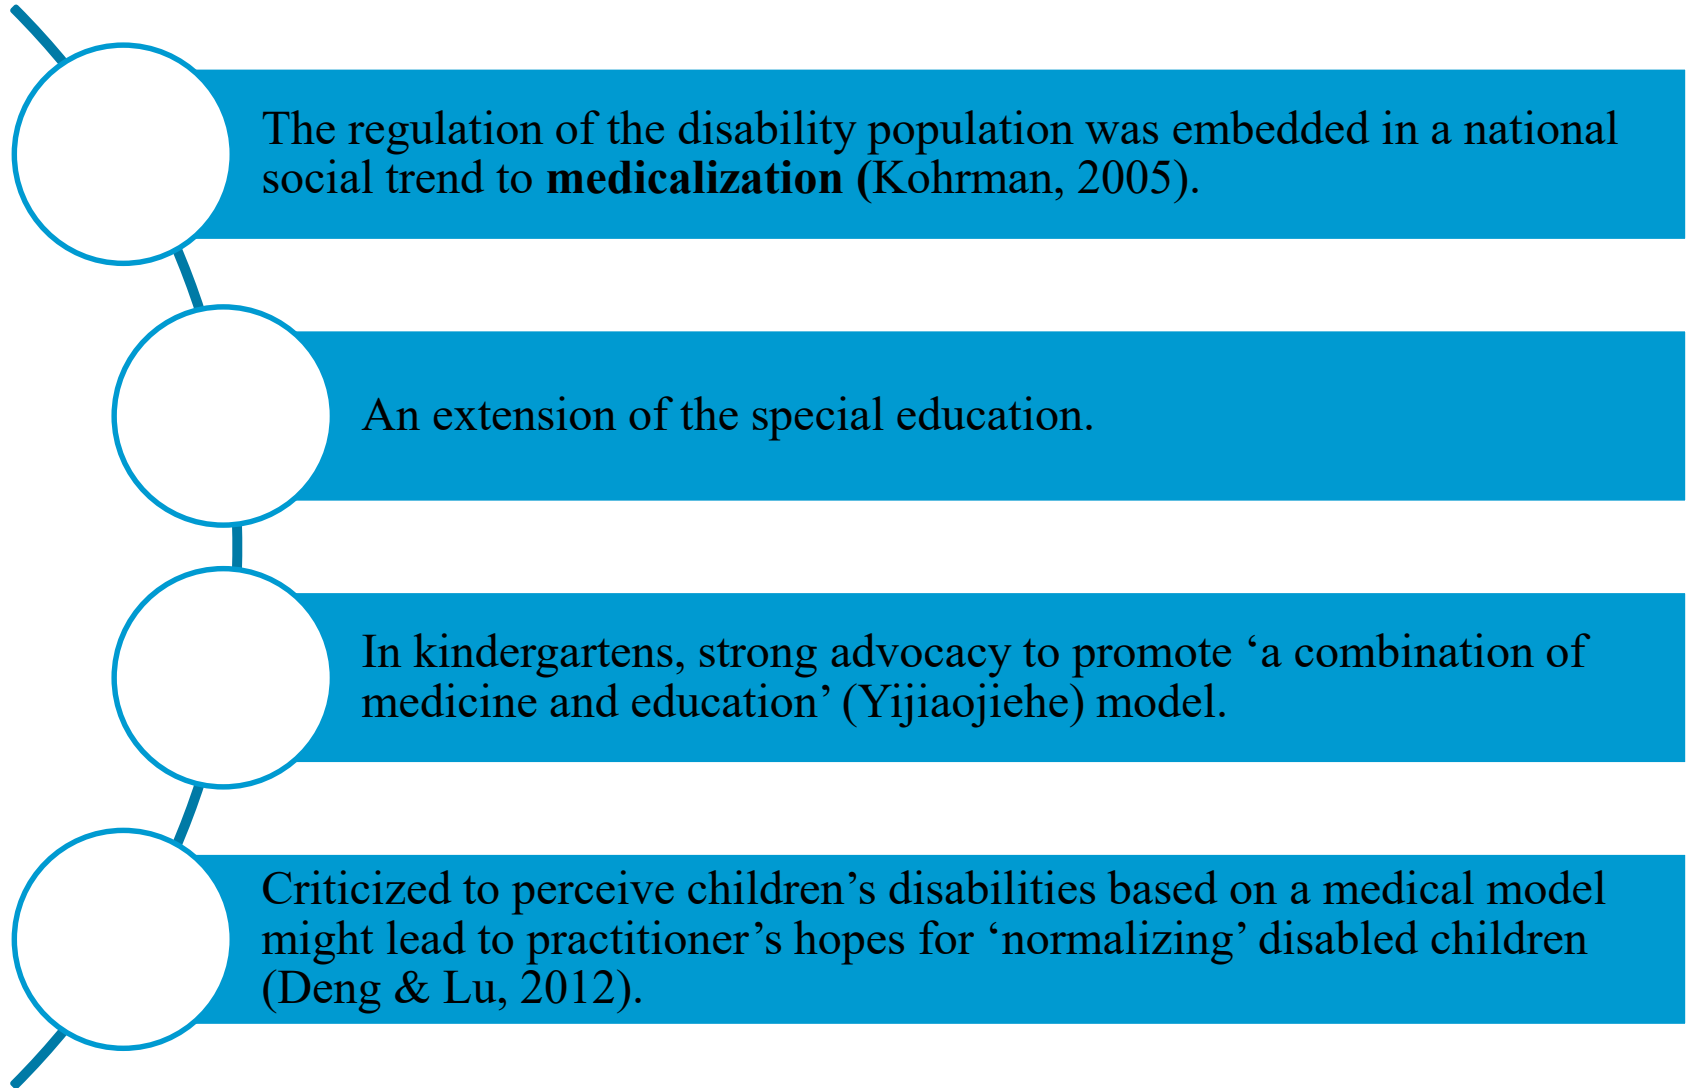 The regulation of the disability population was embedded in a national
social trend to medicalization (Kohrman, 2005).
An extension of the special education.
In kindergartens, strong advocacy to promote ‘a combination of
medicine and education’ (Yijiaojiehe) model.
Criticized to perceive children’s disabilities based on a medical model
might lead to practitioner’s hopes for ‘normalizing’ disabled children
(Deng & Lu, 2012).